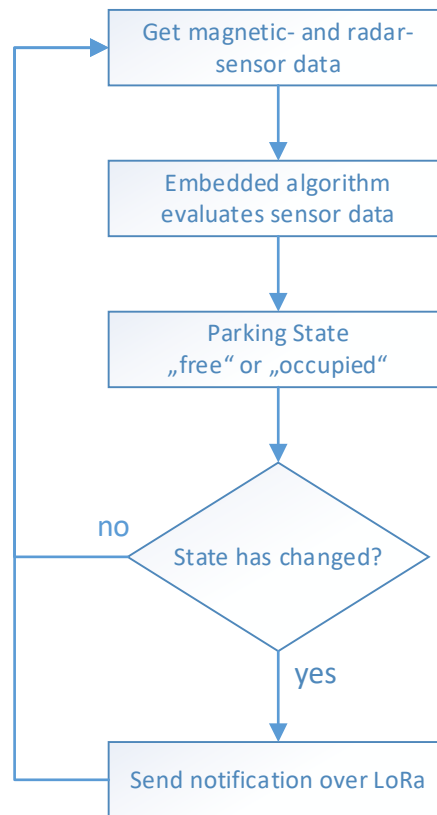 Get magnetic- and radar-
sensor data
Embedded algorithm
evaluates sensor data
Parking State
„free“ or „occupied“
State has changed?
no
yes
Send notification over LoRa